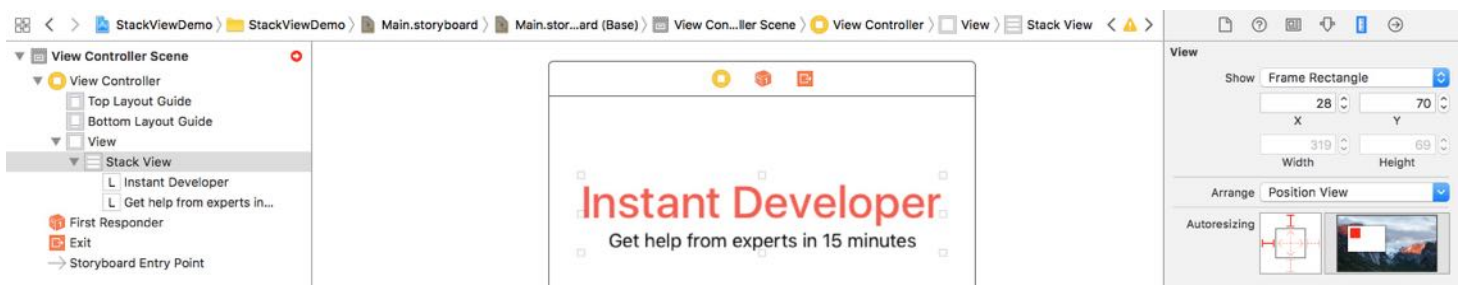 StackViewDemo StackViewDemo Main.storyboard Main.stor...ard (Base) View Con...ller Scene View Controller View Stack View
View Controller Scene
View Controller
Top Layout Guide
Bottom Layout Guide
View
Stack View
L Instant Developer
L Get help from experts in...
First Responder
Exit
Storyboard Entry Point
Instant Developer
Get help from experts in 15 minutes
View
Show Frame Rectangle
28 70
X Y
319 69
Width Height
Arrange Position View
Autoresizing